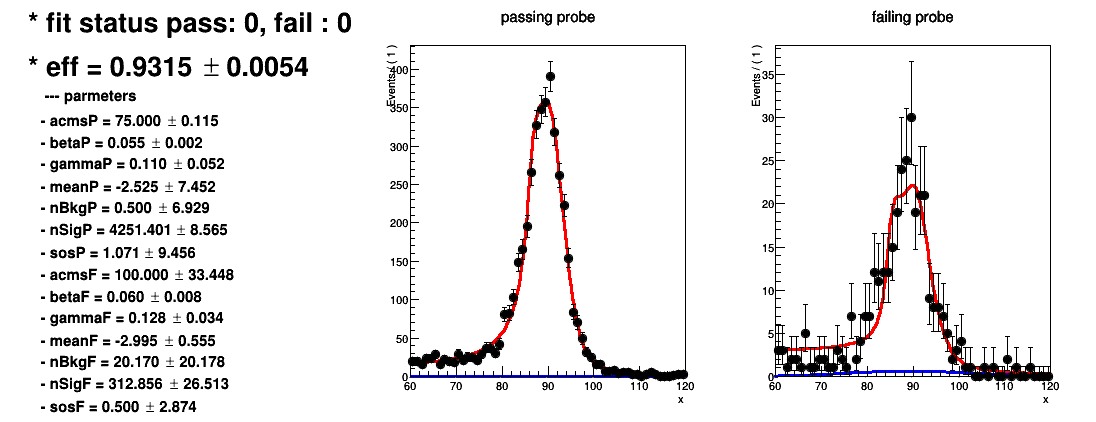 * fit status pass: 0, fail : 0
* eff = 0.9315 ± 0.0054
--- parmeters
- acmsP = 75.000 ± 0.115
- betaP = 0.055 ± 0.002
- gammaP = 0.110 ± 0.052
- meanP = -2.525 ± 7.452
- nBkgP = 0.500 ± 6.929
- nSigP = 4251.401 ± 8.565
- sosP = 1.071 ± 9.456
- acmsF = 100.000 ± 33.448
- betaF = 0.060 ± 0.008
- gammaF = 0.128 ± 0.034
- meanF = -2.995 ± 0.555
- nBkgF = 20.170 ± 20.178
- nSigF = 312.856 ± 26.513
- sosF = 0.500 ± 2.874
passing probe
Events / ( 1 )
400
350
300
250
200
150
100
50
0
60 70 80 90 100 110 120
x
failing probe
Events / ( 1 )
35
30
25
20
15
10
5
0
60 70 80 90 100 110 120
x